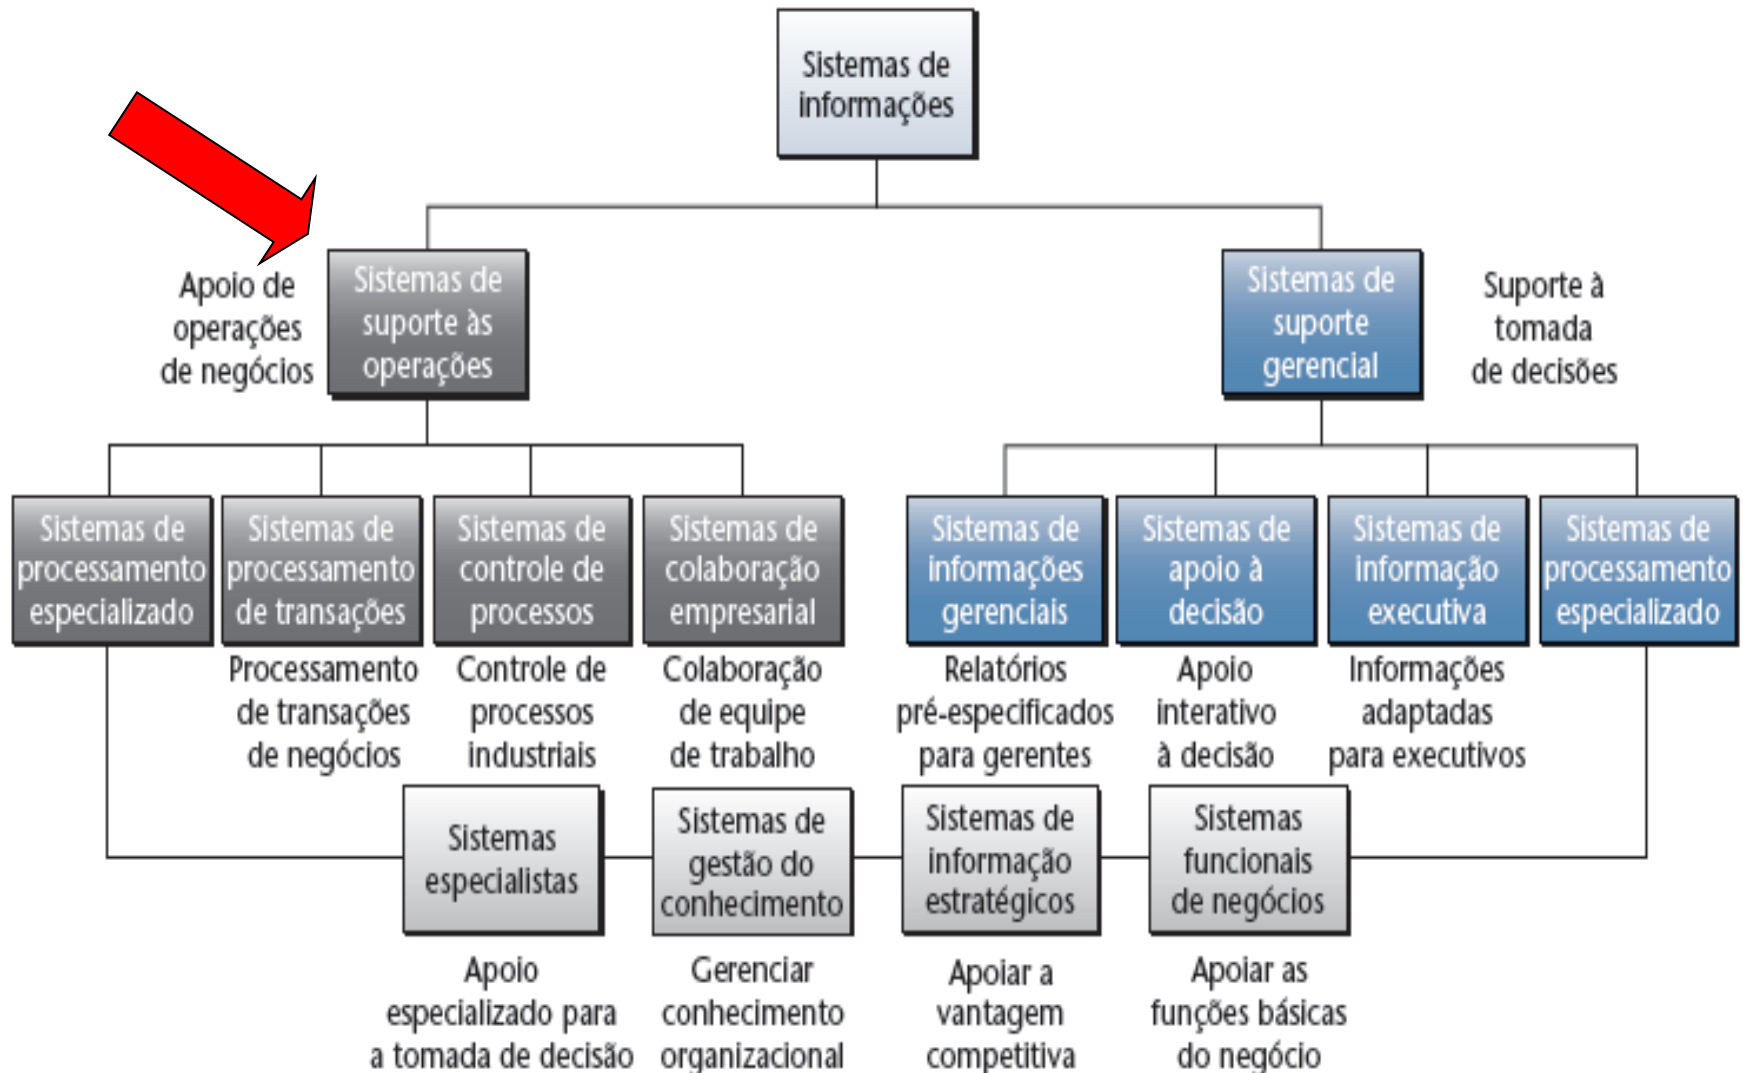 Sistemas de
informações
Apoio de
operações
de negócios
Sistemas de
suporte às
operações
Sistemas de
suporte
gerencial
Suporte à
tomada
de decisões
Sistemas de
processamento
especializado
Sistemas de
processamento
de transações
Sistemas de
controle de
processos
Sistemas de
colaboração
empresarial
Sistemas de
informações
gerenciais
Sistemas de
apoio à
decisão
Sistemas de
informação
executiva
Sistemas de
processamento
especializado
Processamento
de transações
de negócios
Controle de
processos
industriais
Colaboração
de equipe
de trabalho
Relatórios
pré-especificados
para gerentes
Apoio
interativo
à decisão
Informações
adaptadas
para executivos
Sistemas
especialistas
Sistemas de
gestão do
conhecimento
Sistemas de
informação
estratégicos
Sistemas
funcionais
de negócios
Apoio
especializado para
a tomada de decisão
Gerenciar
conhecimento
organizacional
Apoiar a
vantagem
competitiva
Apoiar as
funções básicas
do negócio